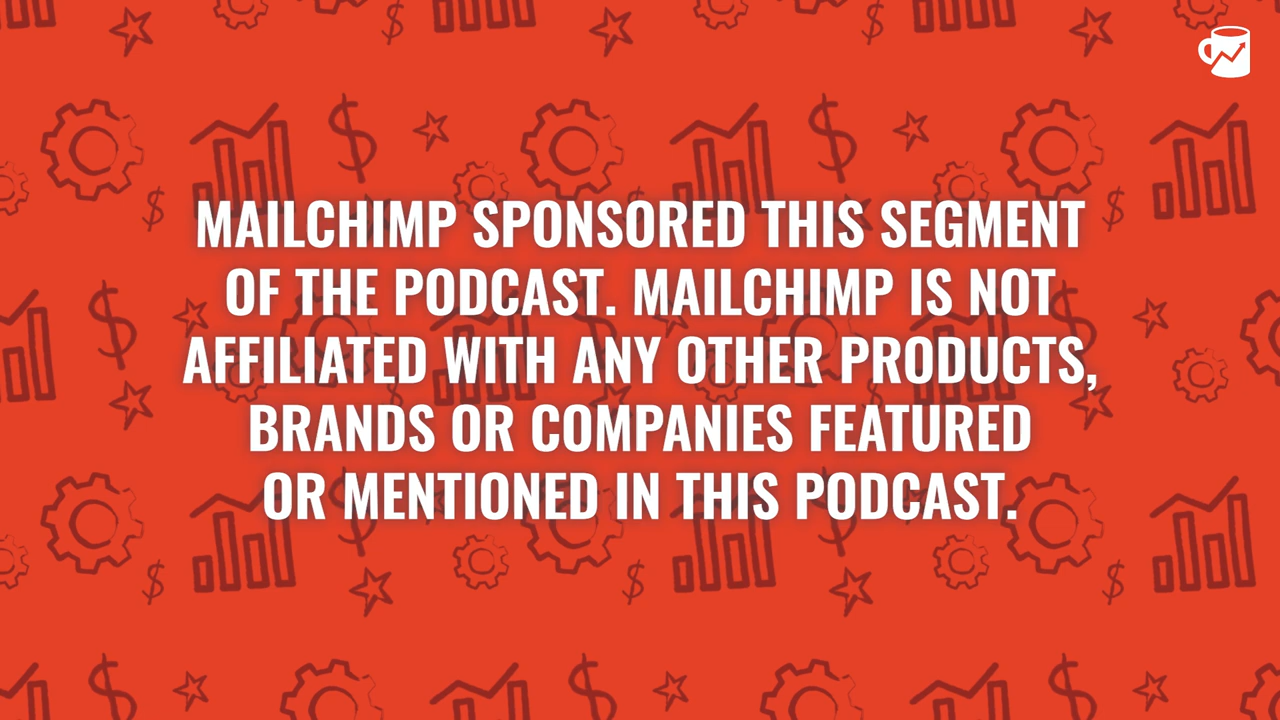 MAILCHIMP SPONSORED THIS SEGMENT
OF THE PODCAST. MAILCHIMP IS NOT
AFFILIATED WITH ANY OTHER PRODUCTS,
BRANDS OR COMPANIES FEATURED
OR MENTIONED IN THIS PODCAST.